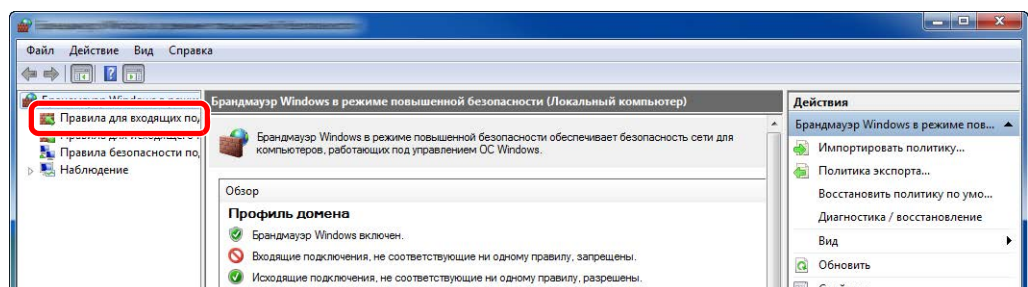 Файл Действие Вид Справка
Правила для входящих по
Правила безопасности по
Наблюдение
Брандмауэр Windows в режиме повышенной безопасности (Локальный компьютер)
Брандмауэр Windows в режиме повышенной безопасности обеспечивает безопасность сети для
компьютеров, работающих под управлением ОС Windows.
Обзор
Профиль домена
Брандмауэр Windows включен.
Входящие подключения, не соответствующие ни одному правилу, запрещены.
Исходящие подключения, не соответствующие ни одному правилу, разрешены.
Действия
Брандмауэр Windows в режиме пов...
Импортировать политику...
Политика экспорта...
Восстановить политику по умо...
Диагностика / восстановление
Вид
Обновить